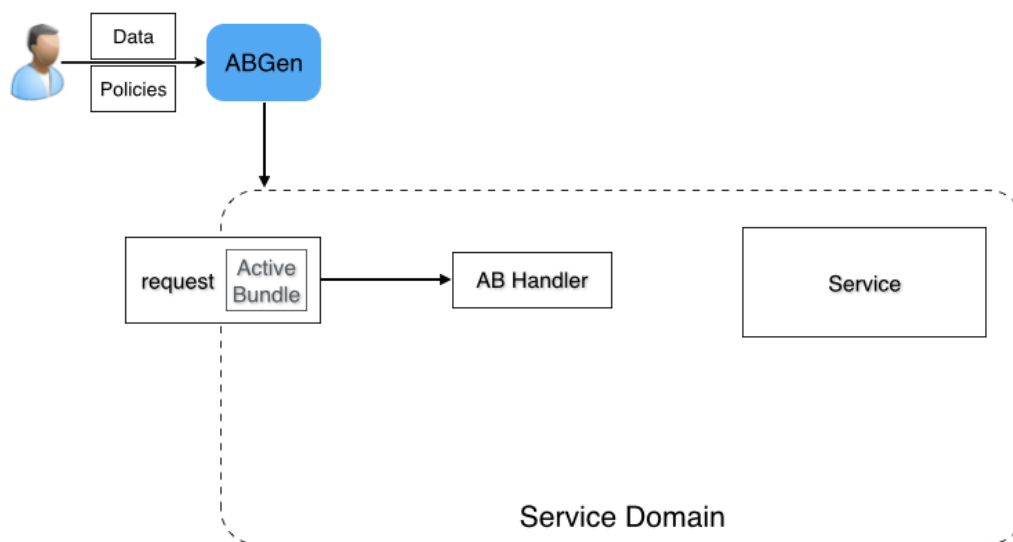 Data
Policies
ABGen
request
Active
Bundle
AB Handler
Service
Service Domain